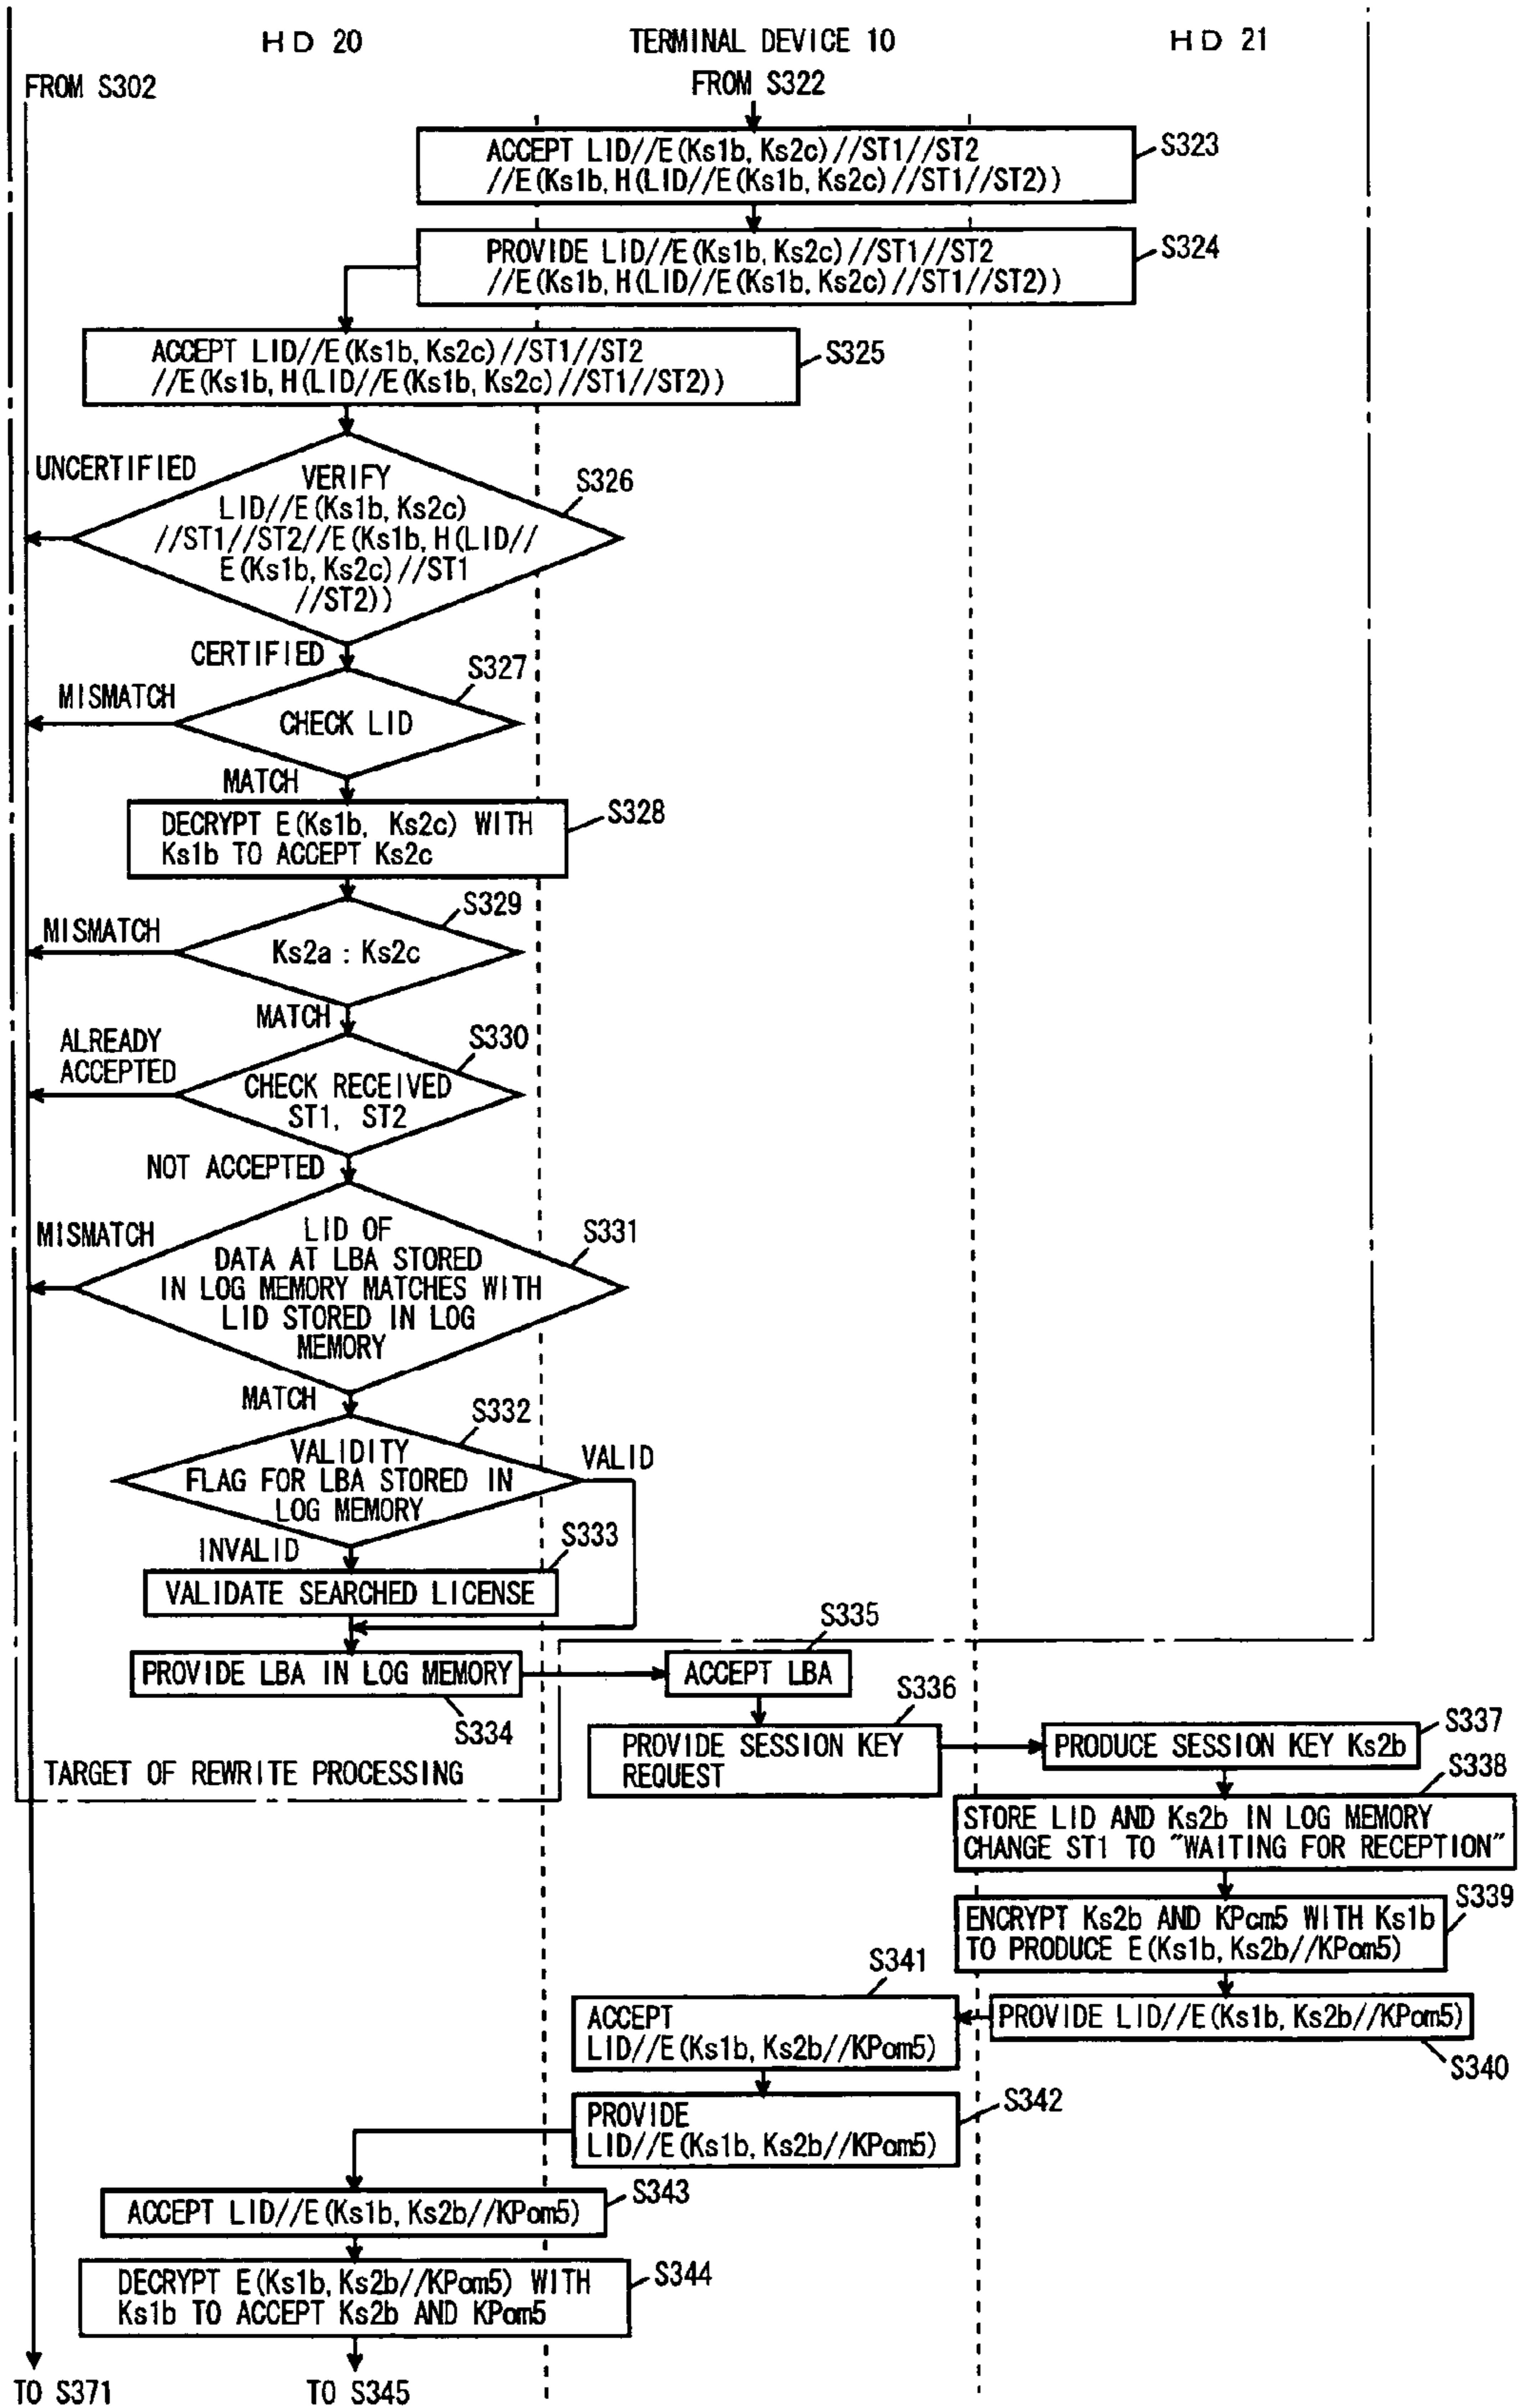 HD 20
TERMINAL DEVICE 10
HD 21
FROM S302
FROM S322
ACCEPT LID//E(Ks1b, Ks2c)//ST1//ST2
//E(Ks1b, H(LID//E(Ks1b, Ks2c)//ST1//ST2))
S323
PROVIDE LID//E(Ks1b, Ks2c)//ST1//ST2
//E(Ks1b, H(LID//E(Ks1b, Ks2c)//ST1//ST2))
S324
ACCEPT LID//E(Ks1b, Ks2c)//ST1//ST2
//E(Ks1b, H(LID//E(Ks1b, Ks2c)//ST1//ST2))
S325
UNCERTIFIED
VERIFY
LID//E(Ks1b, Ks2c)
//ST1//ST2//E(Ks1b, H(LID//
E(Ks1b, Ks2c)//ST1
//ST2))
S326
CERTIFIED
S327
MISMATCH
CHECK LID
MATCH
DECRYPT E(Ks1b, Ks2c) WITH
Ks1b TO ACCEPT Ks2c
S328
S329
MISMATCH
Ks2a : Ks2c
MATCH
S330
ALREADY
ACCEPTED
CHECK RECEIVED
ST1, ST2
NOT ACCEPTED
MISMATCH
LID OF
DATA AT LBA STORED
IN LOG MEMORY MATCHES WITH
LID STORED IN LOG
MEMORY
S331
MATCH
S332
VALIDITY
FLAG FOR LBA STORED IN
LOG MEMORY
VALID
INVALID
S333
VALIDATE SEARCHED LICENSE
PROVIDE LBA IN LOG MEMORY
S334
S335
ACCEPT LBA
S336
PROVIDE SESSION KEY
REQUEST
S337
PRODUCE SESSION KEY Ks2b
TARGET OF REWRITE PROCESSING
S338
STORE LID AND Ks2b IN LOG MEMORY
CHANGE ST1 TO "WAITING FOR RECEPTION"
S339
ENCRYPT Ks2b AND KPcm5 WITH Ks1b
TO PRODUCE E(Ks1b, Ks2b//KPom5)
S341
ACCEPT
LID//E(Ks1b, Ks2b//KPom5)
PROVIDE LID//E(Ks1b, Ks2b//KPom5)
S340
PROVIDE
LID//E(Ks1b, Ks2b//KPom5)
S342
ACCEPT LID//E(Ks1b, Ks2b//KPom5)
S343
DECRYPT E(Ks1b, Ks2b//KPom5) WITH
Ks1b TO ACCEPT Ks2b AND KPom5
S344
TO S371
TO S345